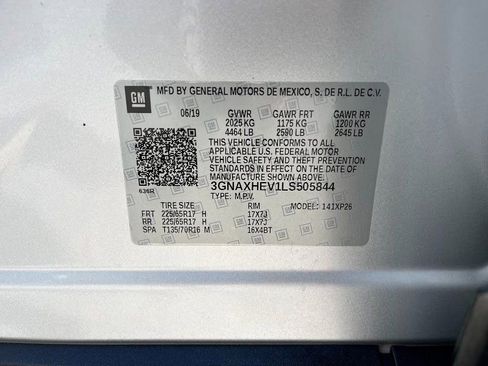 GM
MFD BY GENERAL MOTORS DE MEXICO, S. DE R.L. DE C.V.
06/19 GVWR GAWR FRT GAWR RR
2025 KG 1175 KG 1200 KG
4464 LB 2590 LB 2645 LB
THIS VEHICLE CONFORMS TO ALL APPLICABLE
U.S. FEDERAL MOTOR
VEHICLE SAFETY AND THEFT PREVENTION
STANDARDS IN EFFECT ON THE DATE OF
MANUFACTURE SHOWN ABOVE.
3GNAXHEV1LS505844
TYPE: M.P.V.
TIRE SIZE RIM MODEL: 141XP26
FRT 225/65R17 H 17X7J
RR 225/65R17 H 17X7J
SPA T135/70R16 M 16X4BT